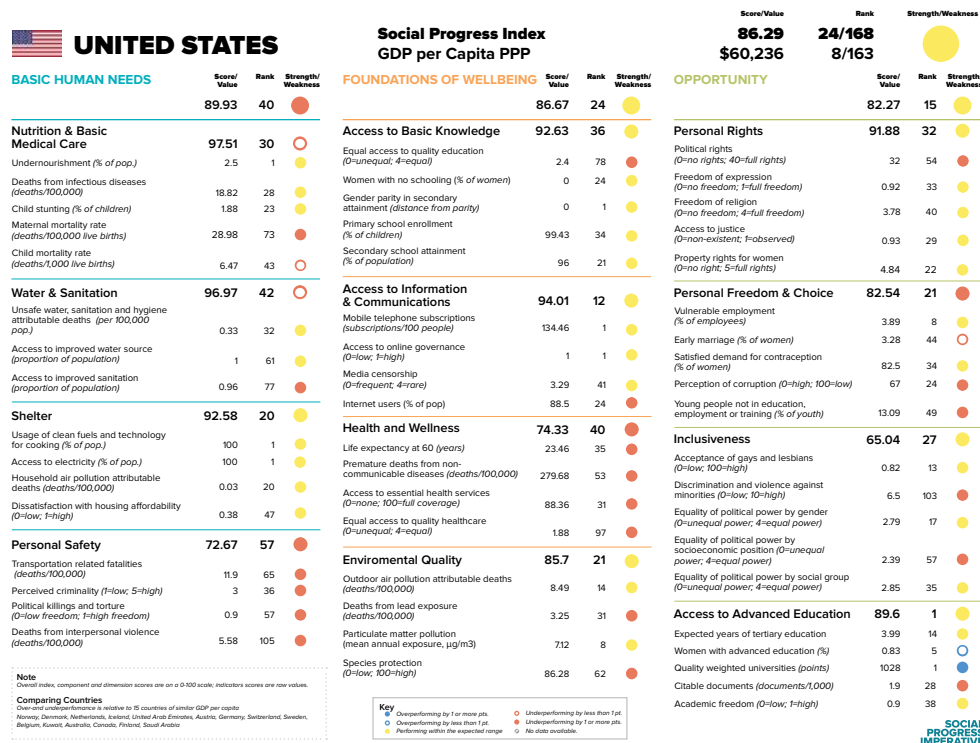 Score/Value Rank Strength/Weakness
UNITED STATES
Social Progress Index 86.29 24/168
GDP per Capita PPP $60,236 8/163
BASIC HUMAN NEEDS Score/ Value Rank Strength/ Weakness
89.93 40
Nutrition & Basic
Medical Care 97.51 30
Undernourishment (% of pop.) 2.5 1
Deaths from infectious diseases
(deaths/100,000) 18.82 28
Child stunting (% of children) 1.88 23
Maternal mortality rate
(deaths/100,000 live births) 28.98 73
Child mortality rate
(deaths/1,000 live births) 6.47 43
Water & Sanitation 96.97 42
Unsafe water, sanitation and hygiene
attributable deaths (per 100,000
pop.) 0.33 32
Access to improved water source
(proportion of population) 1 61
Access to improved sanitation
(proportion of population) 0.96 77
Shelter 92.58 20
Usage of clean fuels and technology
for cooking (% of pop.) 100 1
Access to electricity (% of pop.) 100 1
Household air pollution attributable
deaths (deaths/100,000) 0.03 20
Dissatisfaction with housing affordability
(0=low; 1=high) 0.38 47
Personal Safety 72.67 57
Transportation related fatalities
(deaths/100,000) 11.9 65
Perceived criminality (1=low; 5=high) 3 36
Political killings and torture
(0=low freedom; 1=high freedom) 0.9 57
Deaths from interpersonal violence
(deaths/100,000) 5.58 105
Note
Overall index, component and dimension scores are on a 0-100 scale; indicators scores are raw values.
Comparing Countries
Over-and underperformance is relative to 15 countries of similar GDP per capita
Norway, Denmark, Netherlands, Iceland, United Arab Emirates, Austria, Germany, Switzerland, Sweden,
Belgium, Kuwait, Australia, Canada, Finland, Saudi Arabia
FOUNDATIONS OF WELLBEING Score/ Value Rank Strength/ Weakness
86.67 24
Access to Basic Knowledge 92.63 36
Equal access to quality education
(0=unequal; 4=equal) 2.4 78
Women with no schooling (% of women) 0 24
Gender parity in secondary
attainment (distance from parity) 0 1
Primary school enrollment
(% of children) 99.43 34
Secondary school attainment
(% of population) 96 21
Access to Information
& Communications 94.01 12
Mobile telephone subscriptions
(subscriptions/100 people) 134.46 1
Access to online governance
(0=low; 1=high) 1 1
Media censorship
(0=frequent; 4=rare) 3.29 41
Internet users (% of pop) 88.5 24
Health and Wellness 74.33 40
Life expectancy at 60 (years) 23.46 35
Premature deaths from non-
communicable diseases (deaths/100,000) 279.68 53
Access to essential health services
(0=none; 100=full coverage) 88.36 31
Equal access to quality healthcare
(0=unequal; 4=equal) 1.88 97
Enviromental Quality 85.7 21
Outdoor air pollution attributable deaths
(deaths/100,000) 8.49 14
Deaths from lead exposure
(deaths/100,000) 3.25 31
Particulate matter pollution
(mean annual exposure, µg/m3) 7.12 8
Species protection
(0=low; 100=high) 86.28 62
Key
Overperforming by 1 or more pts. Underperforming by less than 1 pt.
Overperforming by less than 1 pt. Underperforming by 1 or more pts.
Performing within the expected range No data available.
OPPORTUNITY Score/ Value Rank Strength/ Weakness
82.27 15
Personal Rights 91.88 32
Political rights
(0=no rights; 40=full rights) 32 54
Freedom of expression
(0=no freedom; 1=full freedom) 0.92 33
Freedom of religion
(0=no freedom; 4=full freedom) 3.78 40
Access to justice
(0=non-existent; 1=observed) 0.93 29
Property rights for women
(0=no right; 5=full rights) 4.84 22
Personal Freedom & Choice 82.54 21
Vulnerable employment
(% of employees) 3.89 8
Early marriage (% of women) 3.28 44
Satisfied demand for contraception
(% of women) 82.5 34
Perception of corruption (0=high; 100=low) 67 24
Young people not in education,
employment or training (% of youth) 13.09 49
Inclusiveness 65.04 27
Acceptance of gays and lesbians
(0=low; 100=high) 0.82 13
Discrimination and violence against
minorities (0=low; 10=high) 6.5 103
Equality of political power by gender
(0=unequal power; 4=equal power) 2.79 17
Equality of political power by
socioeconomic position (0=unequal
power; 4=equal power) 2.39 57
Equality of political power by social group
(0=unequal power; 4=equal power) 2.85 35
Access to Advanced Education 89.6 1
Expected years of tertiary education 3.99 14
Women with advanced education (%) 0.83 5
Quality weighted universities (points) 1028 1
Citable documents (documents/1,000) 1.9 28
Academic freedom (0=low; 1=high) 0.9 38
SOCIAL
PROGRESS
IMPERATIVE